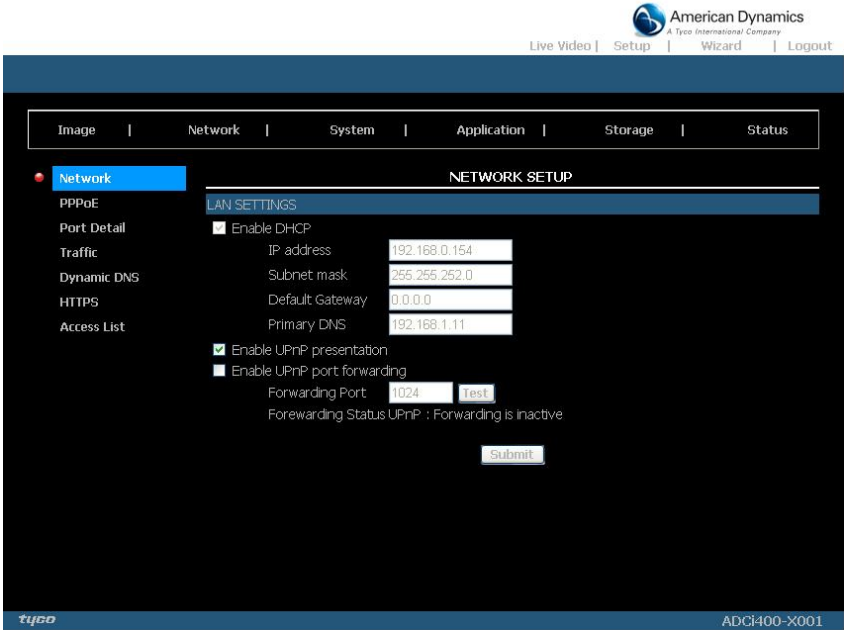 American Dynamics
A Tyco International Company
Live Video | Setup | Wizard | Logout
Image | Network | System | Application | Storage | Status
Network
PPPoE
Port Detail
Traffic
Dynamic DNS
HTTPS
Access List
NETWORK SETUP
LAN SETTINGS
Enable DHCP
IP address 192.168.0.154
Subnet mask 255.255.252.0
Default Gateway 0.0.0.0
Primary DNS 192.168.1.11
Enable UPnP presentation
Enable UPnP port forwarding
Forwarding Port 1024 Test
Forewarding Status UPnP : Forwarding is inactive
Submit
tyco
ADCi400-X001